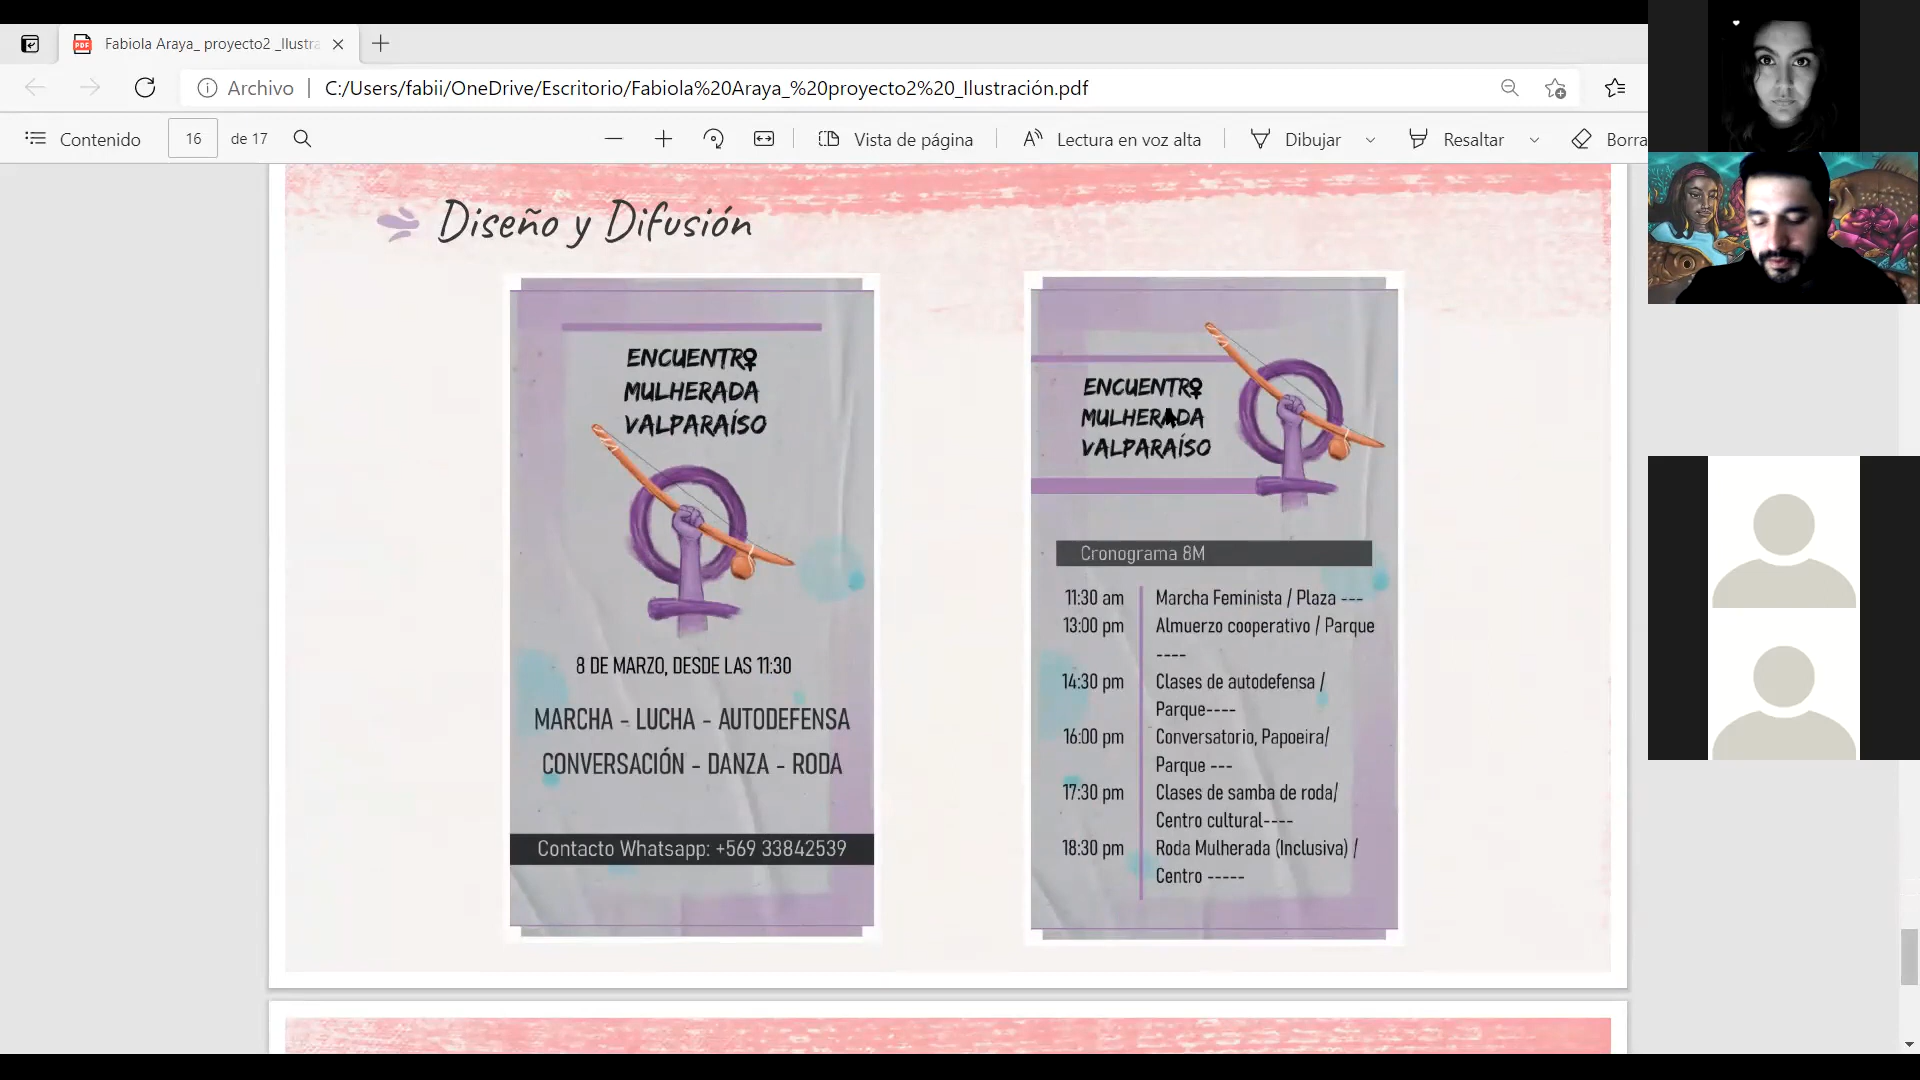 Fabiola Araya_ proyecto2 _Ilustra
Archivo | C:/Users/fabii/OneDrive/Escritorio/Fabiola%20Araya_%20proyecto2%20_Ilustración.pdf
Contenido 16 de 17 Vista de página Lectura en voz alta Dibujar Resaltar Borra
Diseño y Difusión
ENCUENTRO
MULHERADA
VALPARAÍSO
8 DE MARZO, DESDE LAS 11:30
MARCHA - LUCHA - AUTODEFENSA
CONVERSACIÓN - DANZA - RODA
Contacto Whatsapp: +569 33842539
ENCUENTRO
MULHERADA
VALPARAÍSO
Cronograma 8M
11:30 am Marcha Feminista / Plaza ---
13:00 pm Almuerzo cooperativo / Parque
----
14:30 pm Clases de autodefensa /
Parque----
16:00 pm Conversatorio, Papoeira/
Parque ---
17:30 pm Clases de samba de roda/
Centro cultural----
18:30 pm Roda Mulherada (Inclusiva) /
Centro -----